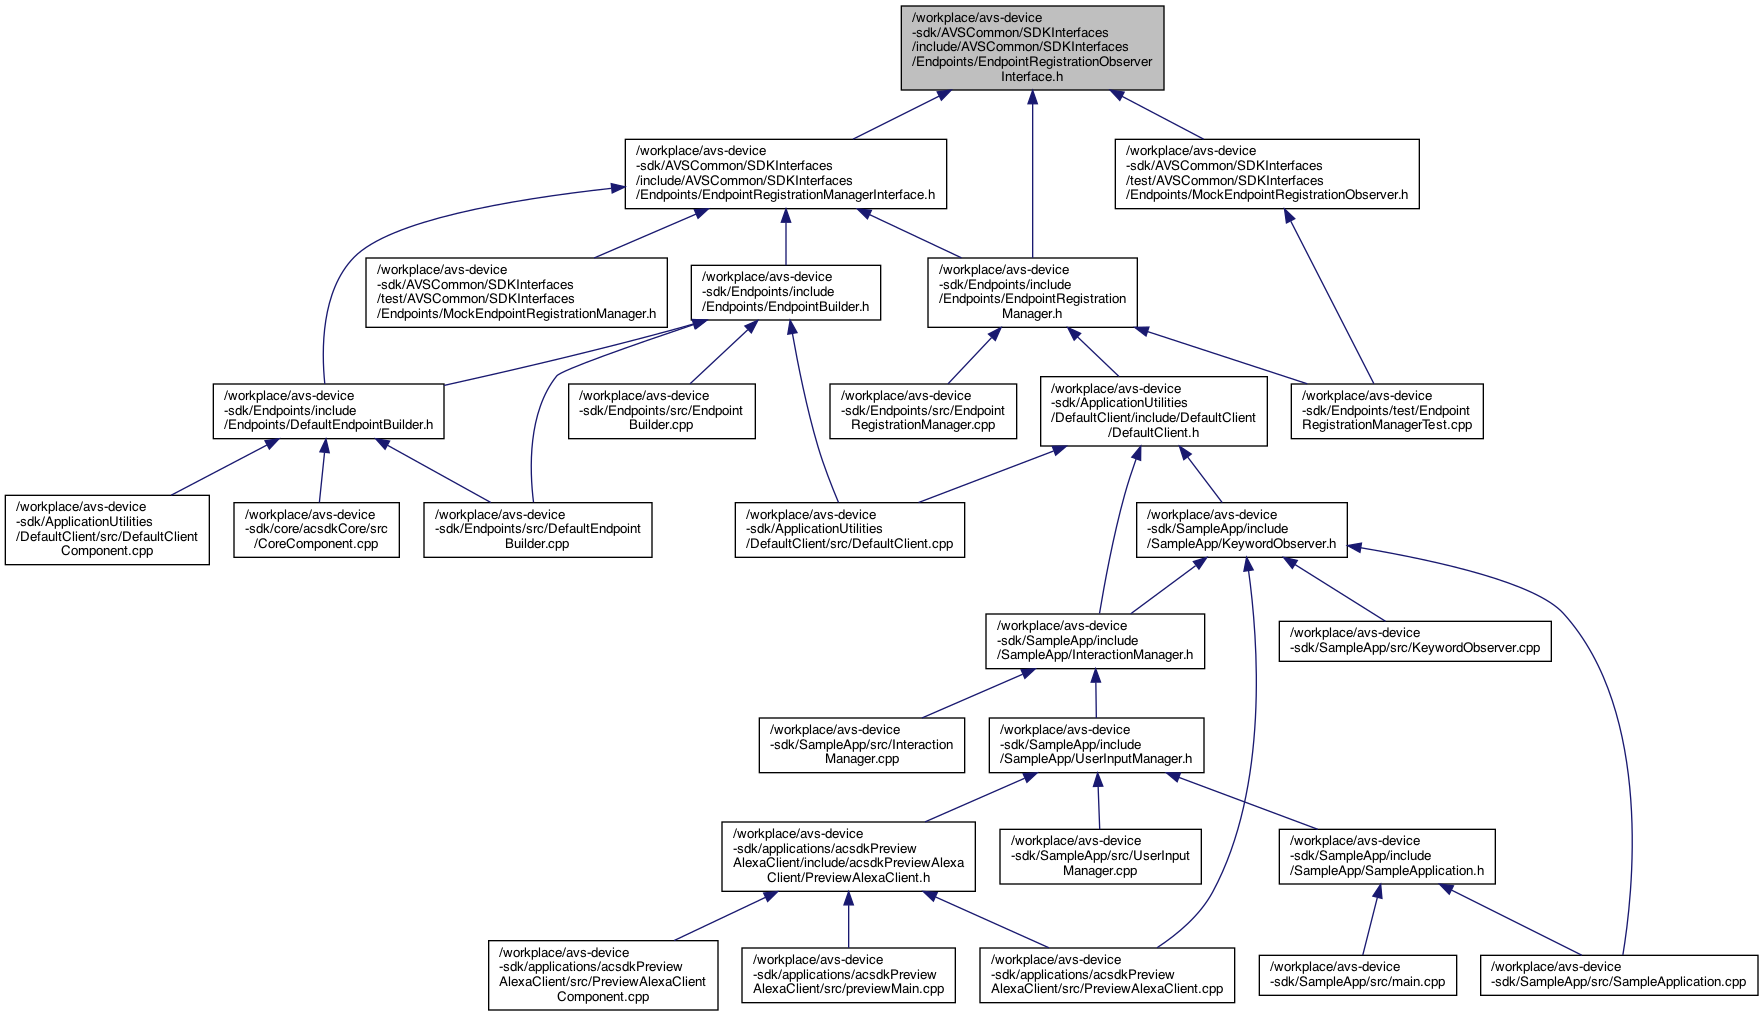 /workplace/avs-device
-sdk/AVSCommon/SDKInterfaces
/include/AVSCommon/SDKInterfaces
/Endpoints/EndpointRegistrationObserver
Interface.h
/workplace/avs-device
-sdk/AVSCommon/SDKInterfaces
/include/AVSCommon/SDKInterfaces
/Endpoints/EndpointRegistrationManagerInterface.h
/workplace/avs-device
-sdk/AVSCommon/SDKInterfaces
/test/AVSCommon/SDKInterfaces
/Endpoints/MockEndpointRegistrationObserver.h
/workplace/avs-device
-sdk/AVSCommon/SDKInterfaces
/test/AVSCommon/SDKInterfaces
/Endpoints/MockEndpointRegistrationManager.h
/workplace/avs-device
-sdk/Endpoints/include
/Endpoints/EndpointBuilder.h
/workplace/avs-device
-sdk/Endpoints/include
/Endpoints/EndpointRegistration
Manager.h
/workplace/avs-device
-sdk/Endpoints/include
/Endpoints/DefaultEndpointBuilder.h
/workplace/avs-device
-sdk/Endpoints/src/Endpoint
Builder.cpp
/workplace/avs-device
-sdk/Endpoints/src/Endpoint
RegistrationManager.cpp
/workplace/avs-device
-sdk/ApplicationUtilities
/DefaultClient/include/DefaultClient
/DefaultClient.h
/workplace/avs-device
-sdk/Endpoints/test/Endpoint
RegistrationManagerTest.cpp
/workplace/avs-device
-sdk/ApplicationUtilities
/DefaultClient/src/DefaultClient
Component.cpp
/workplace/avs-device
-sdk/core/acsdkCore/src
/CoreComponent.cpp
/workplace/avs-device
-sdk/Endpoints/src/DefaultEndpoint
Builder.cpp
/workplace/avs-device
-sdk/ApplicationUtilities
/DefaultClient/src/DefaultClient.cpp
/workplace/avs-device
-sdk/SampleApp/include
/SampleApp/KeywordObserver.h
/workplace/avs-device
-sdk/SampleApp/include
/SampleApp/InteractionManager.h
/workplace/avs-device
-sdk/SampleApp/src/KeywordObserver.cpp
/workplace/avs-device
-sdk/SampleApp/src/Interaction
Manager.cpp
/workplace/avs-device
-sdk/SampleApp/include
/SampleApp/UserInputManager.h
/workplace/avs-device
-sdk/applications/acsdkPreview
AlexaClient/include/acsdkPreviewAlexa
Client/PreviewAlexaClient.h
/workplace/avs-device
-sdk/SampleApp/src/UserInput
Manager.cpp
/workplace/avs-device
-sdk/SampleApp/include
/SampleApp/SampleApplication.h
/workplace/avs-device
-sdk/applications/acsdkPreview
AlexaClient/src/PreviewAlexaClient
Component.cpp
/workplace/avs-device
-sdk/applications/acsdkPreview
AlexaClient/src/previewMain.cpp
/workplace/avs-device
-sdk/applications/acsdkPreview
AlexaClient/src/PreviewAlexaClient.cpp
/workplace/avs-device
-sdk/SampleApp/src/main.cpp
/workplace/avs-device
-sdk/SampleApp/src/SampleApplication.cpp